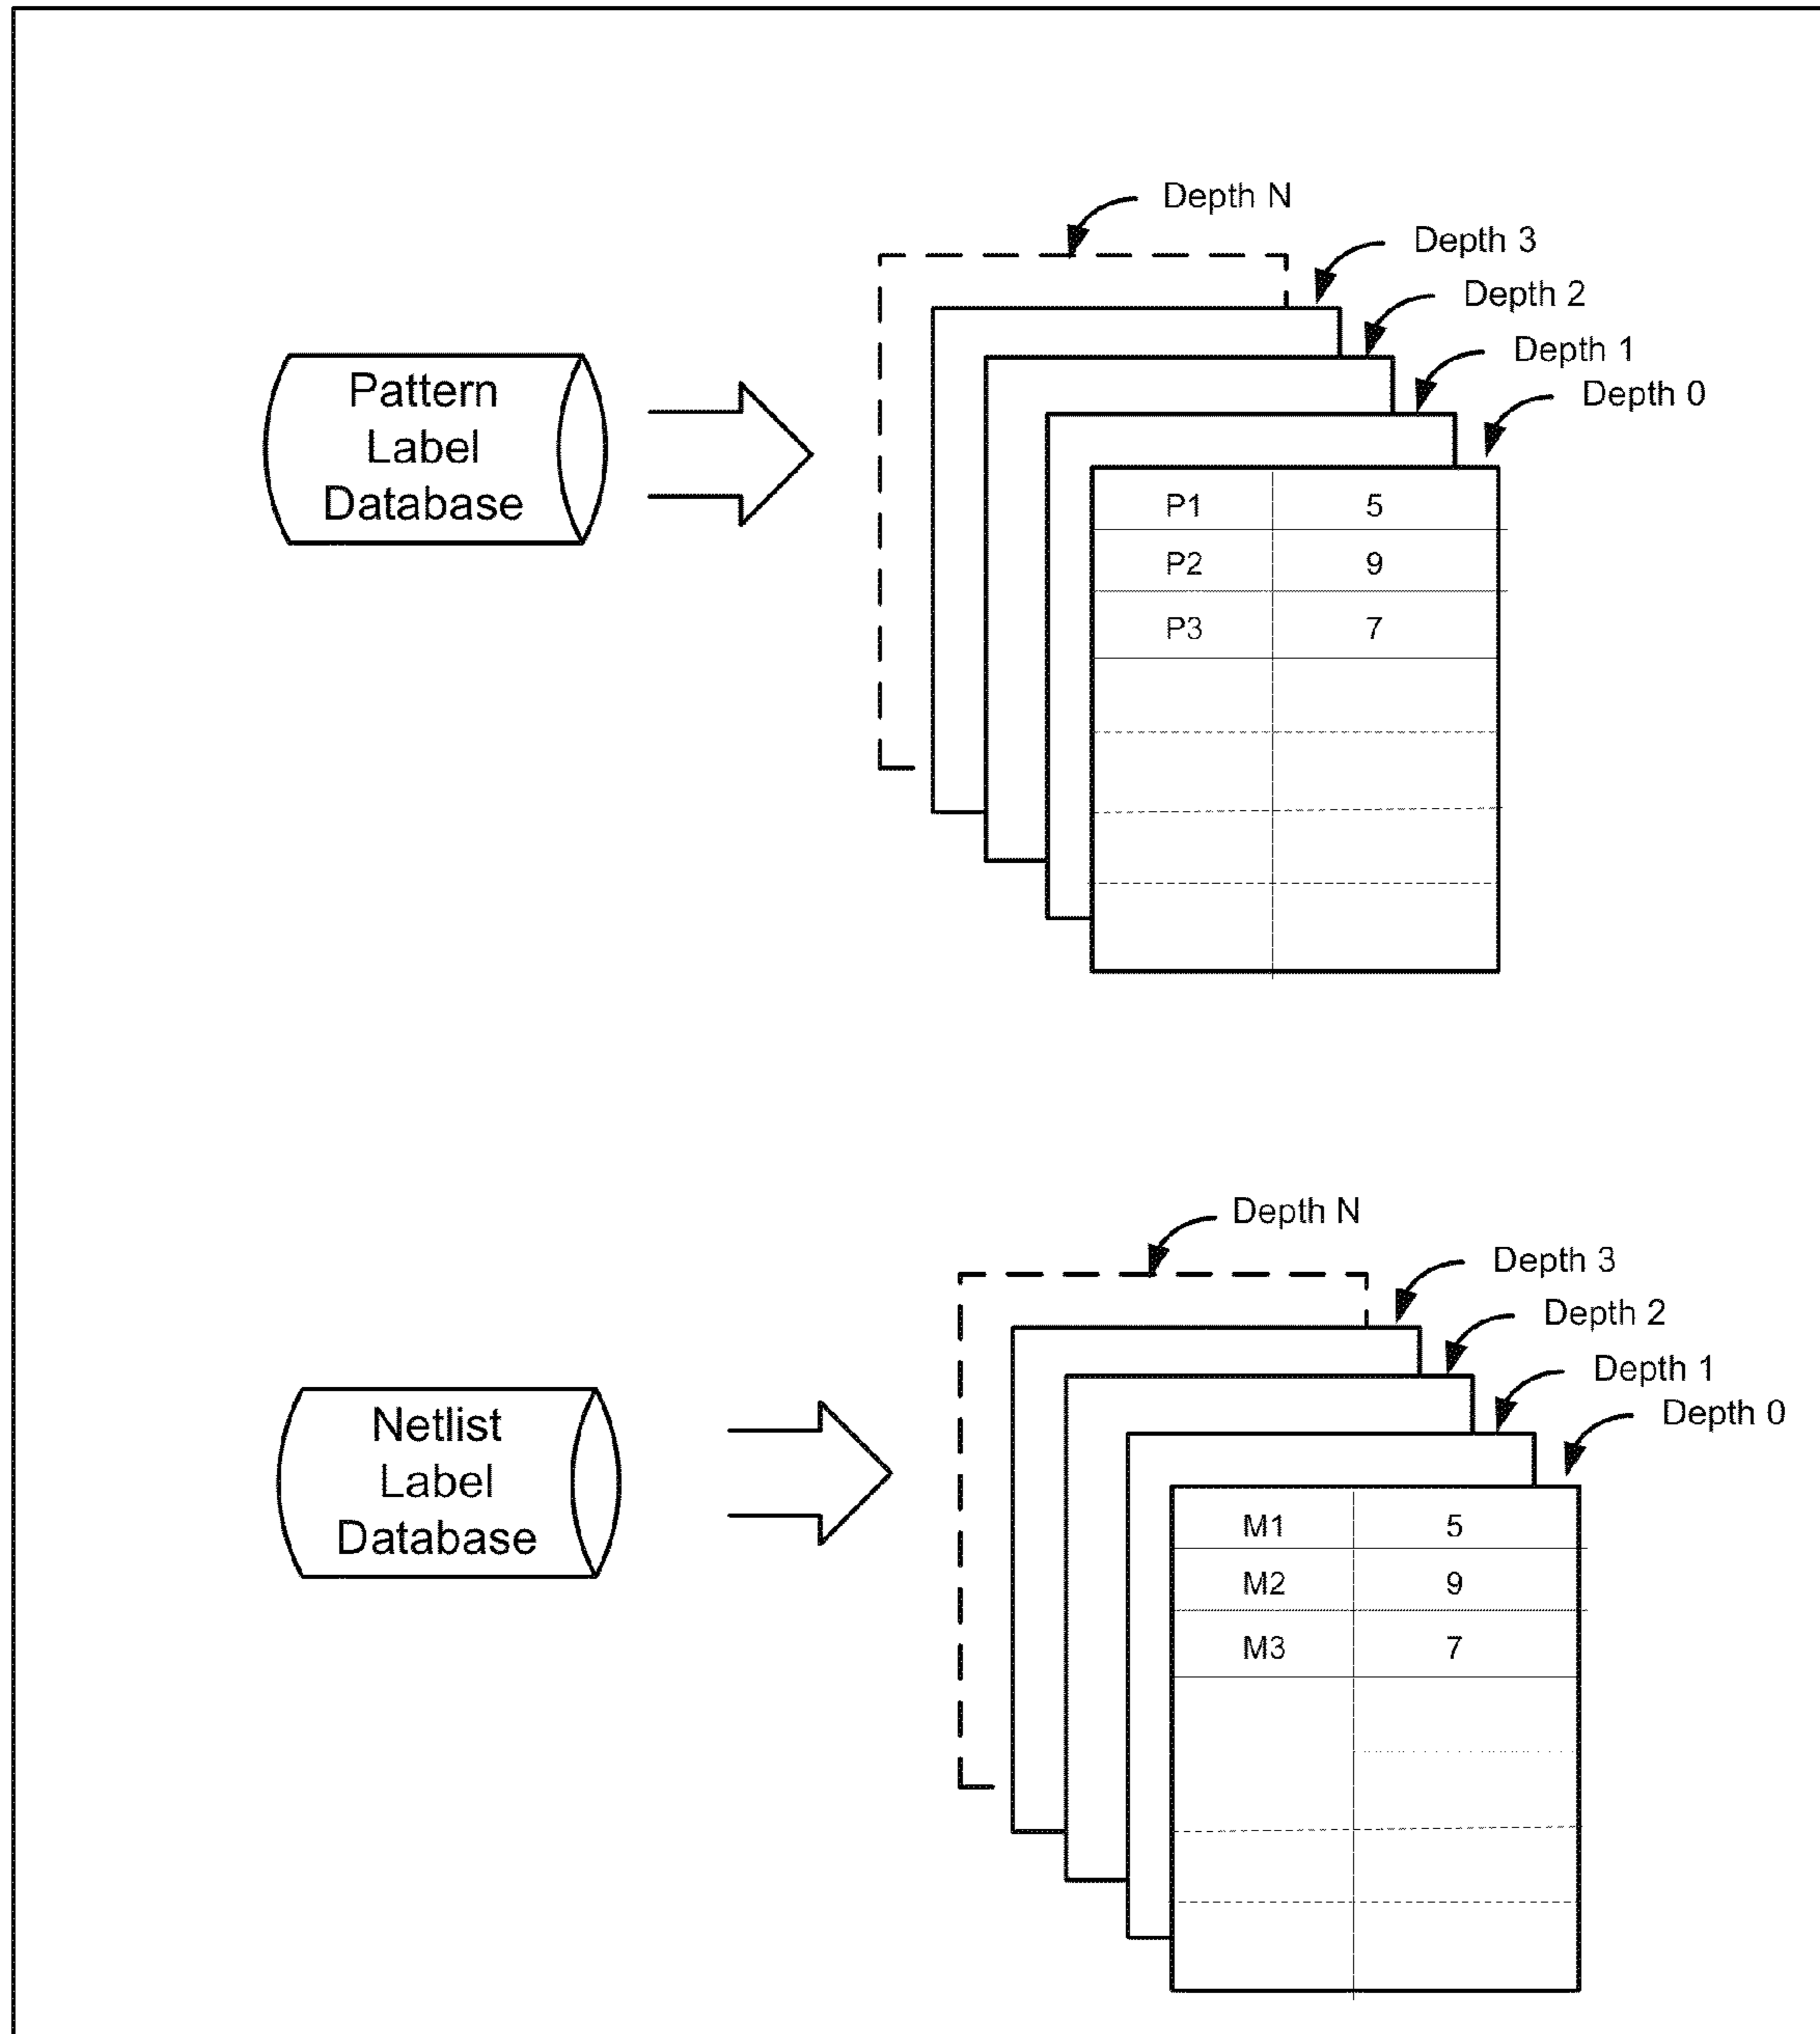 Depth N
Depth 3
Depth 2
Depth 1
Depth 0
Pattern
Label
Database
P1 5
P2 9
P3 7
Depth N
Depth 3
Depth 2
Depth 1
Depth 0
Netlist
Label
Database
M1 5
M2 9
M3 7